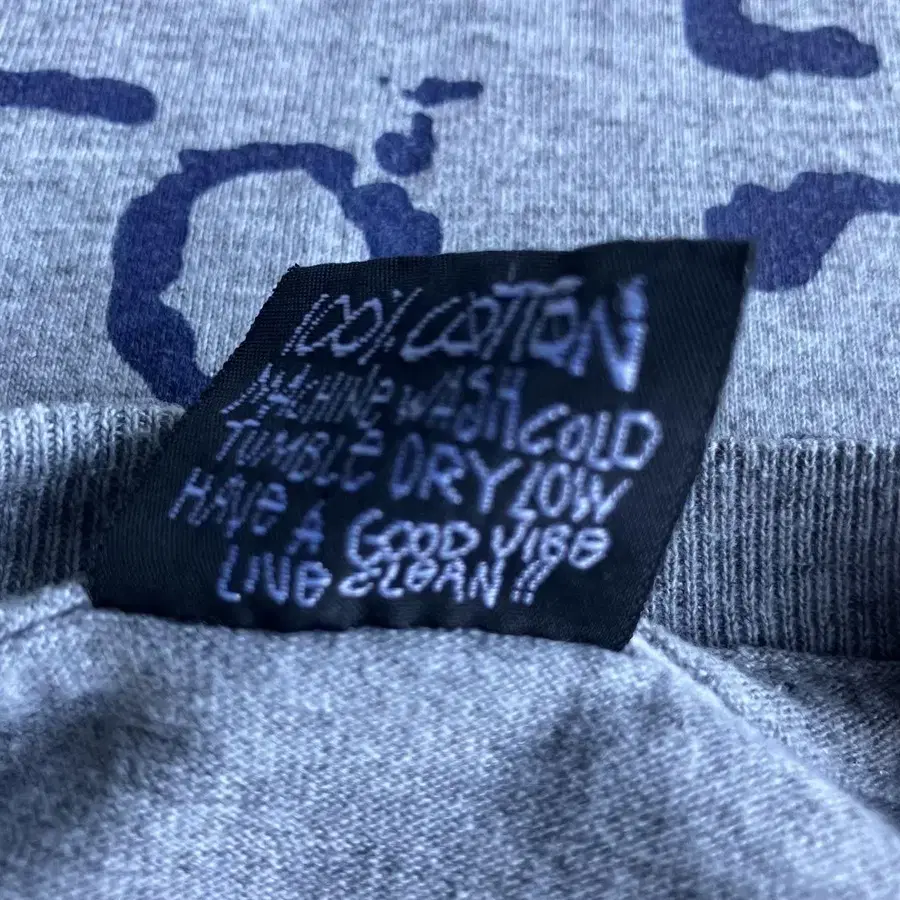 100% COTTON
MACHINE WASH COLD
TUMBLE DRY LOW
HAVE A GOOD VIBE
LIVE CLEAN!!!